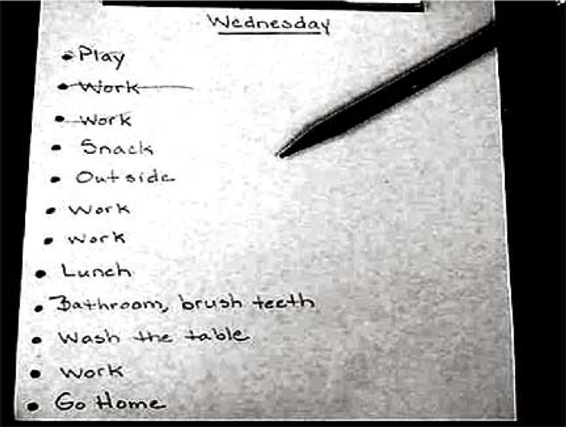 Wednesday
• Play
• Work
• Work
• Snack
• Outside
• Work
• Work
• Lunch
• Bathroom, brush teeth
• Wash the table
• Work
• Go Home